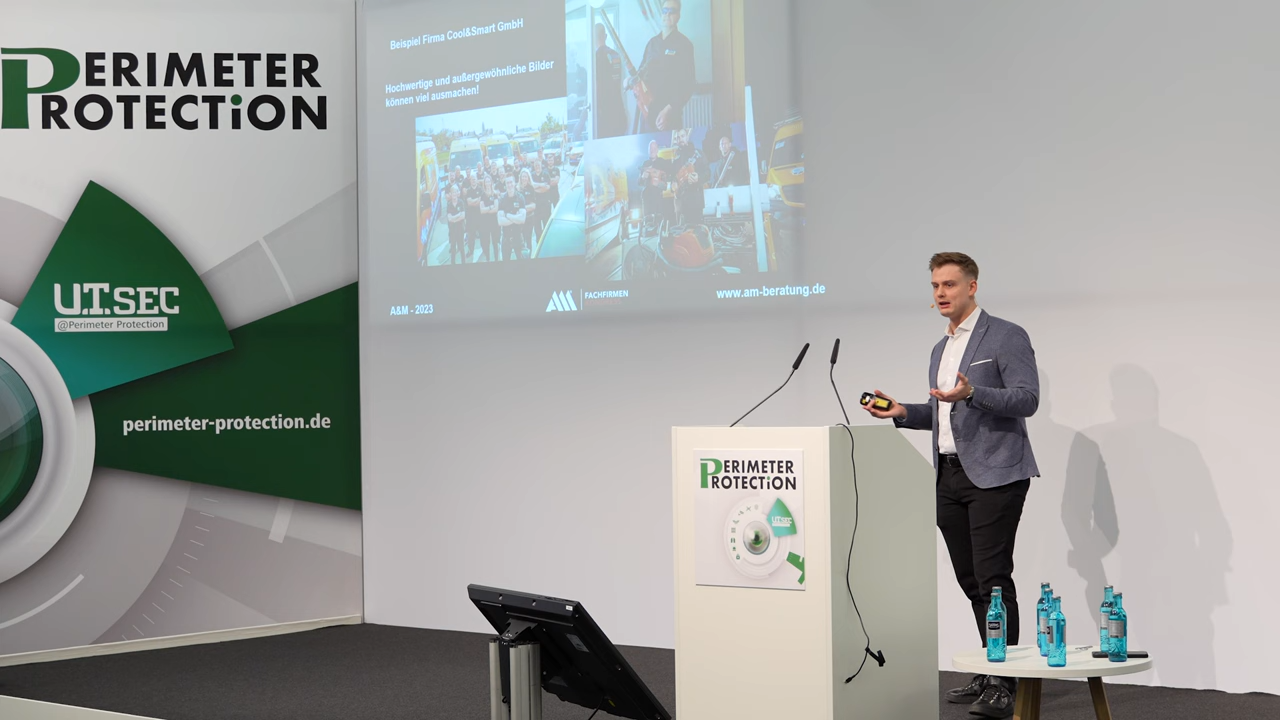 PERIMETER
PROTECTiON
U.T.SEC
@Perimeter Protection
perimeter-protection.de
Beispiel Firma Cool&Smart GmbH
Hochwertige und außergewöhnliche Bilder
können viel ausmachen!
A&M - 2023
FACHFIRMEN
www.am-beratung.de
PERIMETER
PROTECTiON
U.T.SEC